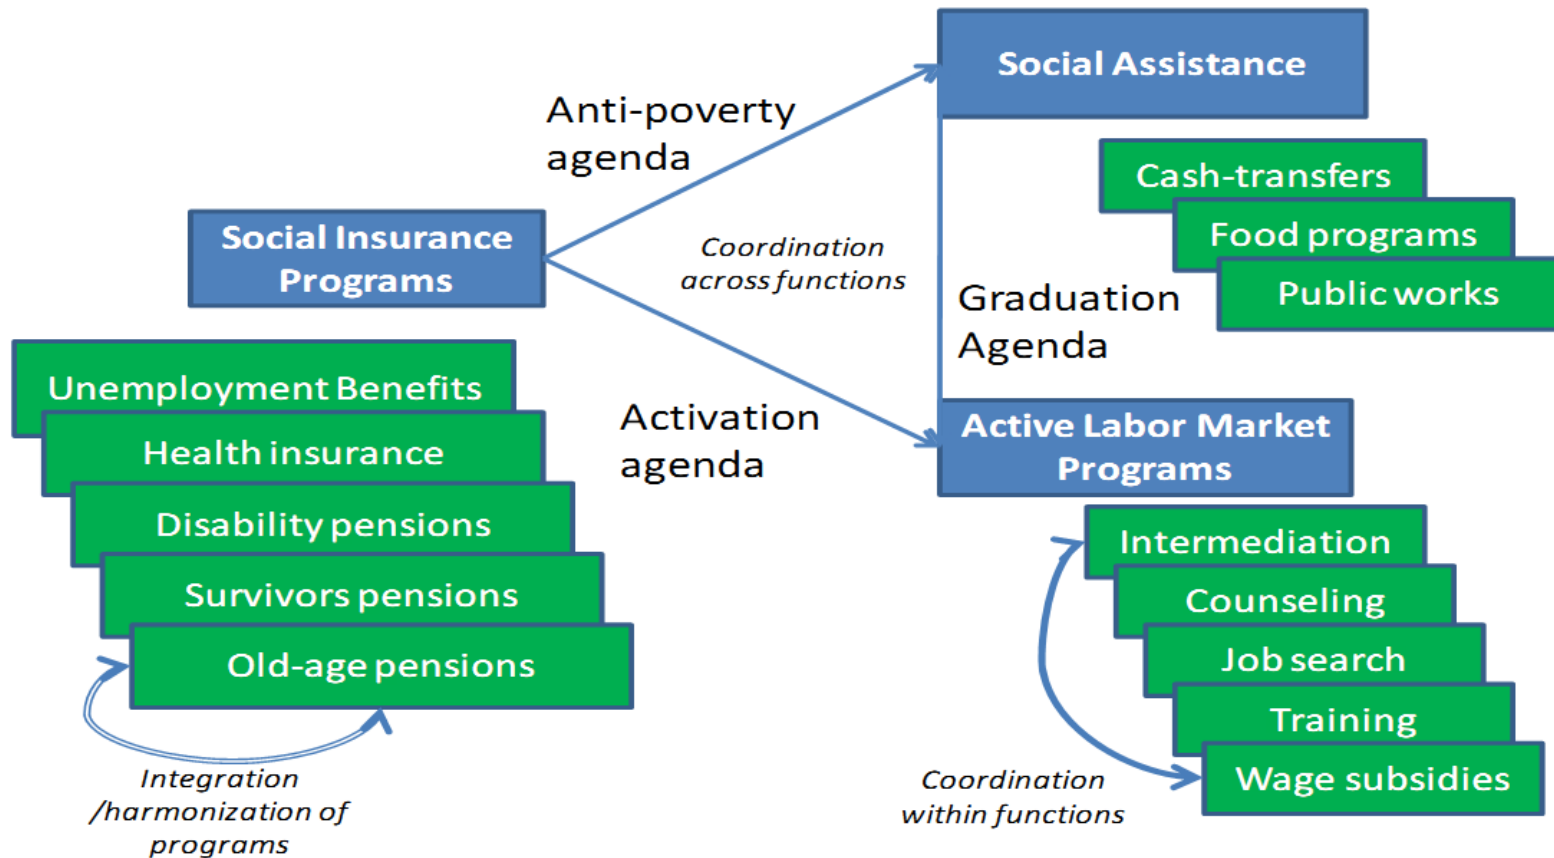 Social Assistance
Anti-poverty
agenda
Cash-transfers
Food programs
Public works
Social Insurance
Programs
Coordination
across functions
Graduation
Agenda
Unemployment Benefits
Health insurance
Disability pensions
Survivors pensions
Old-age pensions
Activation
agenda
Active Labor Market
Programs
Intermediation
Counseling
Job search
Training
Wage subsidies
Integration
/harmonization of
programs
Coordination
within functions